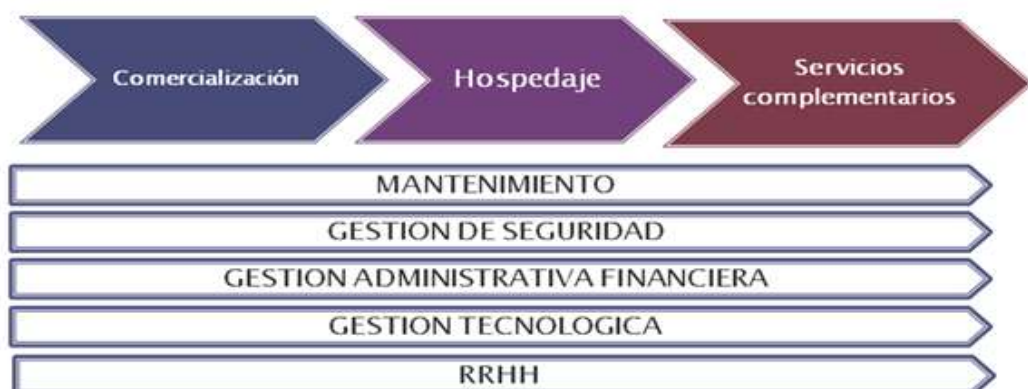 Comercialización
Hospedaje
Servicios
complementarios
MANTENIMIENTO
GESTION DE SEGURIDAD
GESTION ADMINISTRATIVA FINANCIERA
GESTION TECNOLOGICA
RRHH